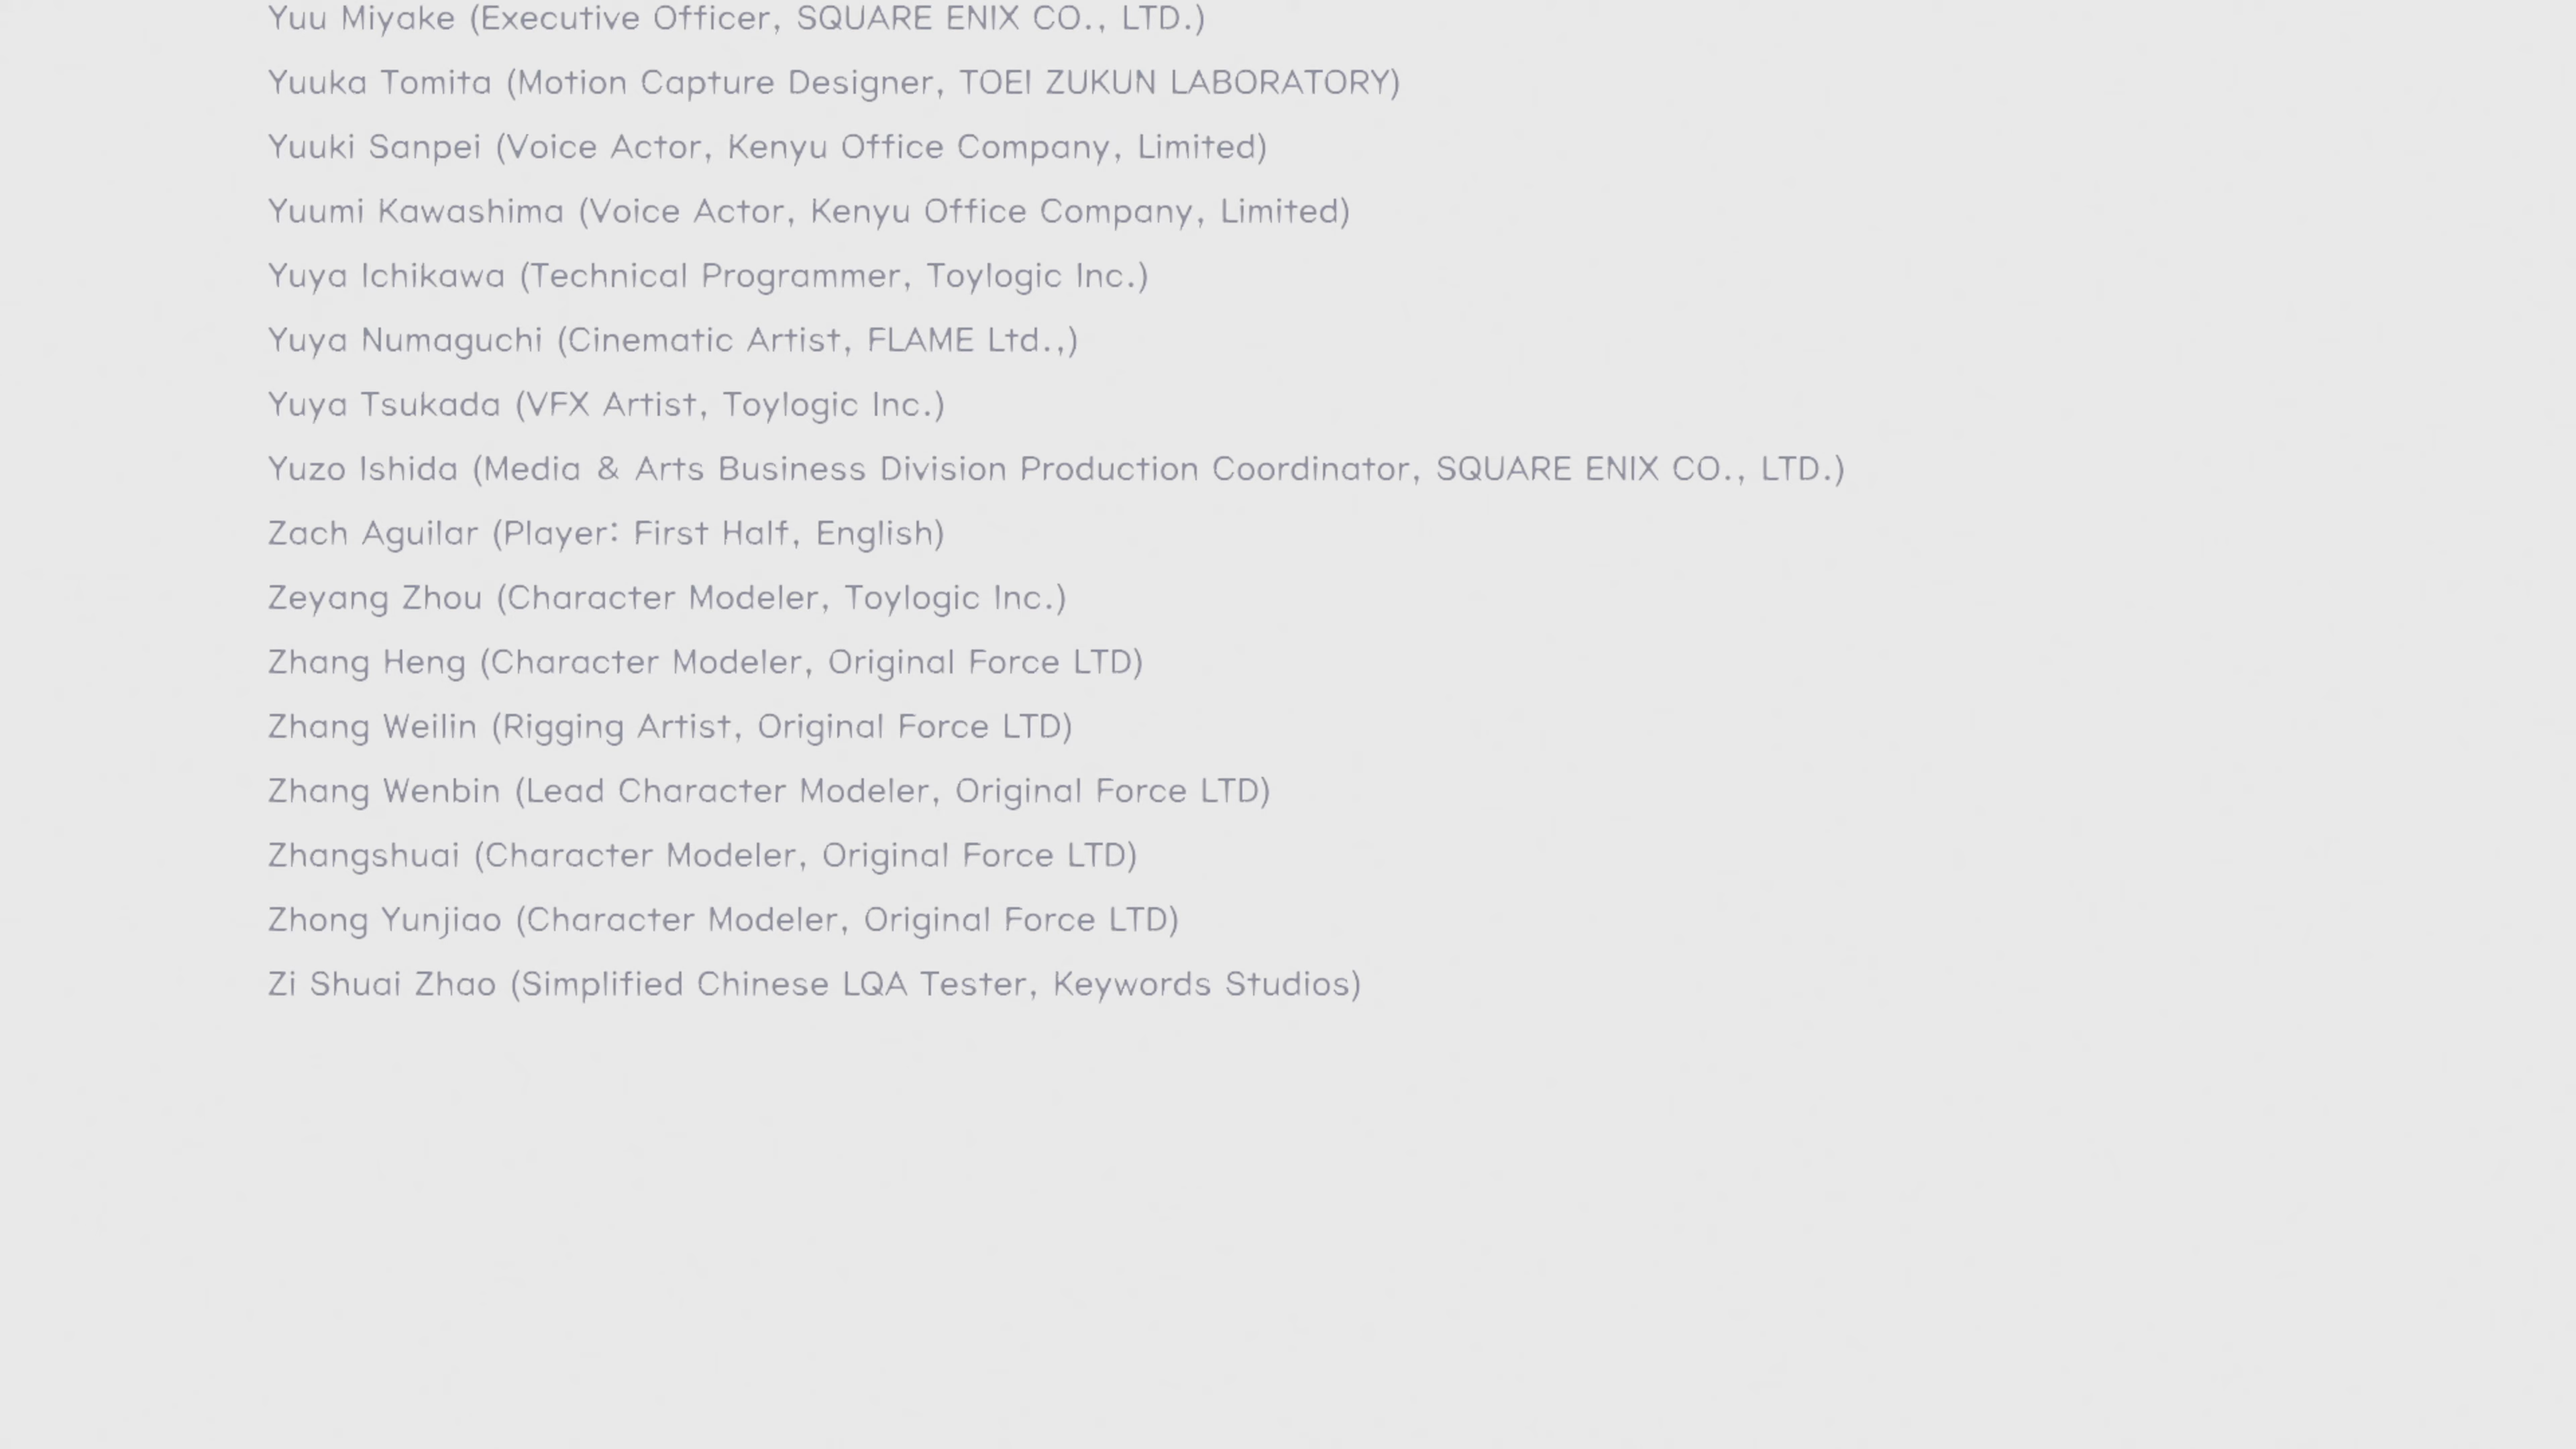 Yuu Miyake (Executive Officer, SQUARE ENIX CO., LTD.)
Yuuka Tomita (Motion Capture Designer, TOEI ZUKUN LABORATORY)
Yuuki Sanpei (Voice Actor, Kenyu Office Company, Limited)
Yuumi Kawashima (Voice Actor, Kenyu Office Company, Limited)
Yuya Ichikawa (Technical Programmer, Toylogic Inc.)
Yuya Numaguchi (Cinematic Artist, FLAME Ltd.,)
Yuya Tsukada (VFX Artist, Toylogic Inc.)
Yuzo Ishida (Media & Arts Business Division Production Coordinator, SQUARE ENIX CO., LTD.)
Zach Aguilar (Player: First Half, English)
Zeyang Zhou (Character Modeler, Toylogic Inc.)
Zhang Heng (Character Modeler, Original Force LTD)
Zhang Weilin (Rigging Artist, Original Force LTD)
Zhang Wenbin (Lead Character Modeler, Original Force LTD)
Zhangshuai (Character Modeler, Original Force LTD)
Zhong Yunjiao (Character Modeler, Original Force LTD)
Zi Shuai Zhao (Simplified Chinese LQA Tester, Keywords Studios)